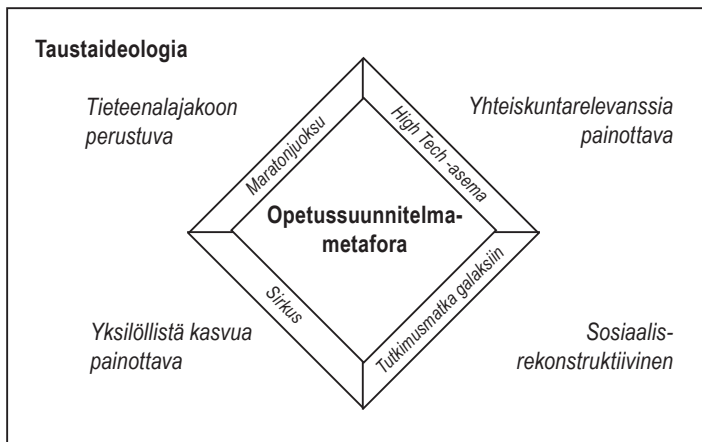 Taustaideologia
Tieteenalajakoon
perustuva
Yhteiskuntarelevanssia
painottava
Maratonjuoksu
High Tech -asema
Opetussuunnitelma-
metafora
Sirkus
Tutkimusmatka galaksiin
Yksilöllistä kasvua
painottava
Sosiaalis-
rekonstruktiivinen